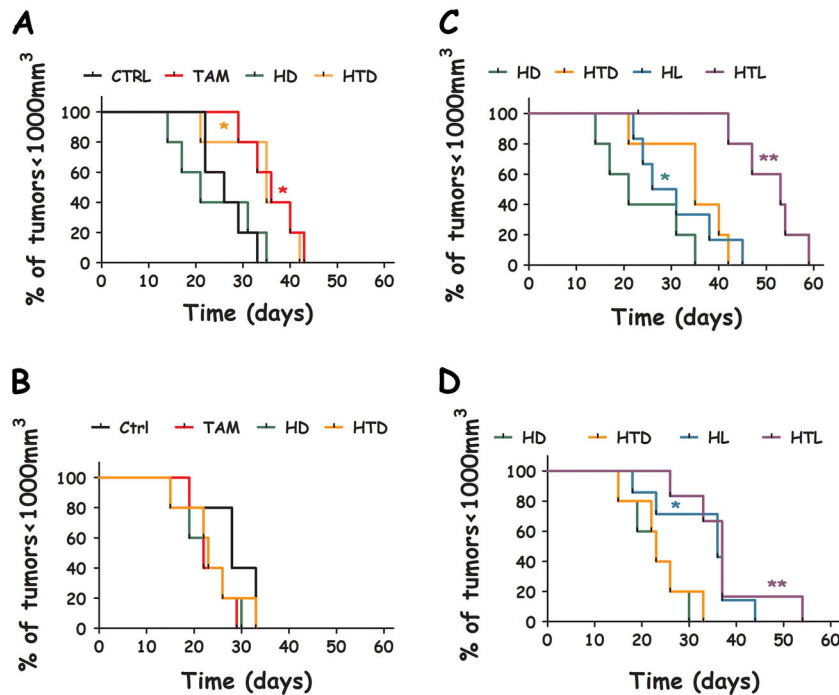 A
CTRL TAM HD HTD
% of tumors<1000mm³
100
80
60
40
20
0
*
*
0 10 20 30 40 50 60
Time (days)
C
HD HTD HL HTL
% of tumors<1000mm³
100
80
60
40
20
0
*
**
0 10 20 30 40 50 60
Time (days)
B
Ctrl TAM HD HTD
% of tumors<1000mm³
100
80
60
40
20
0
0 10 20 30 40 50 60
Time (days)
D
HD HTD HL HTL
% of tumors<1000mm³
100
80
60
40
20
0
*
**
0 10 20 30 40 50 60
Time (days)